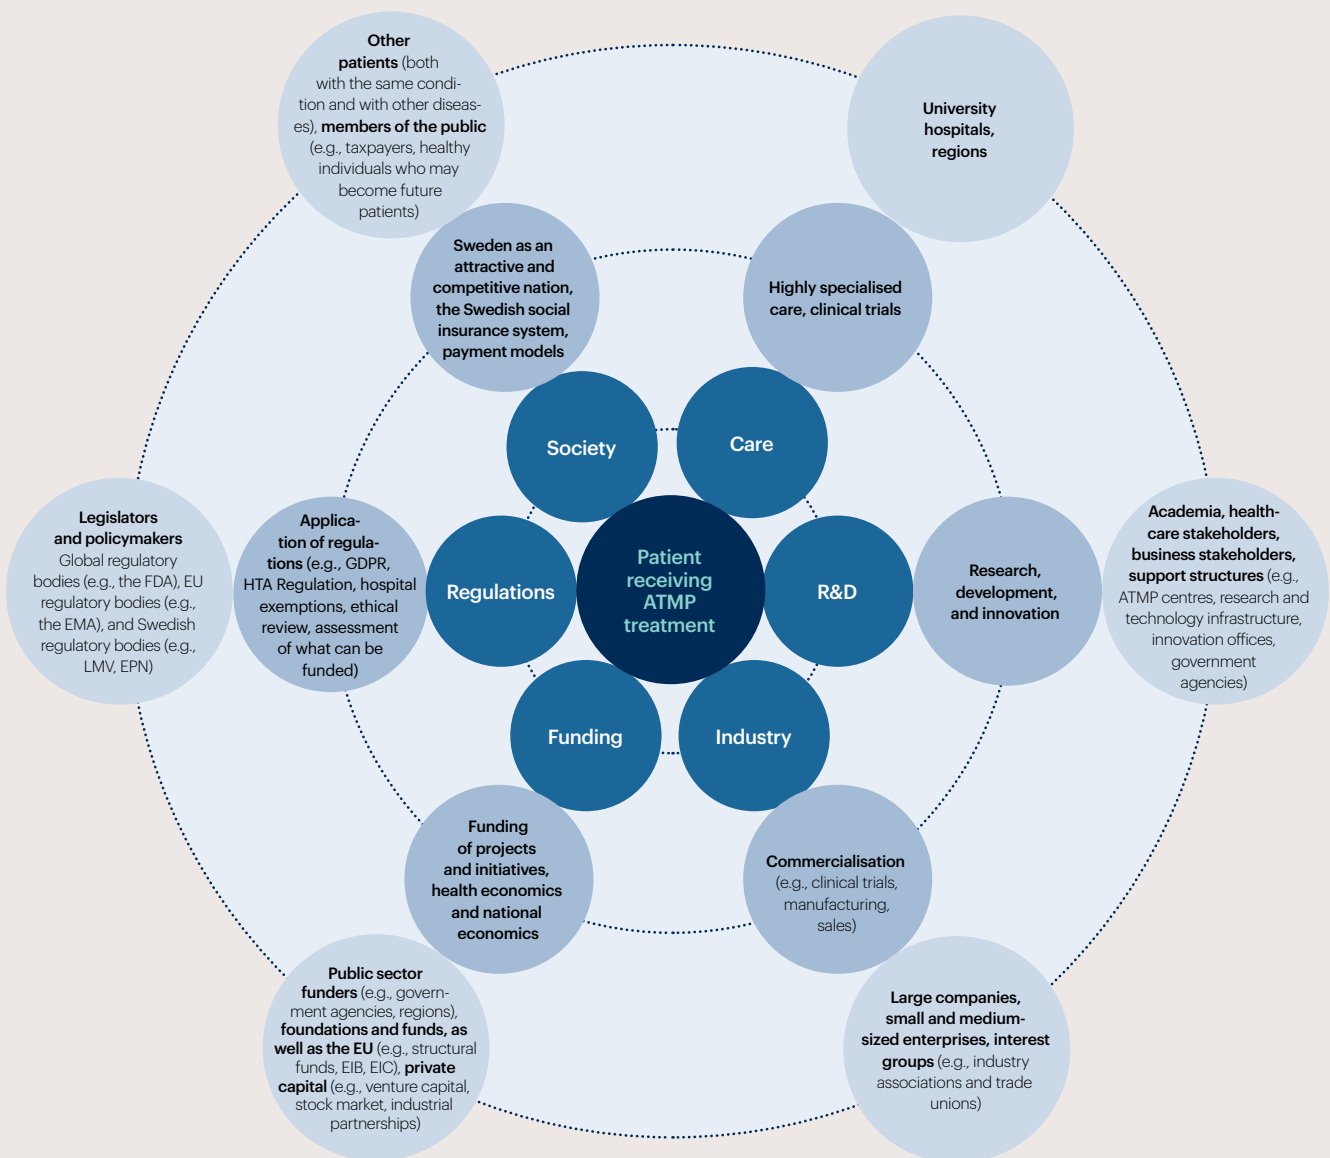 Other
patients (both
with the same condi-
tion and with other diseas-
es), members of the public
(e.g., taxpayers, healthy
individuals who may
become future
patients)
University
hospitals,
regions
Sweden as an
attractive and
competitive nation,
the Swedish social
insurance system,
payment models
Highly specialised
care, clinical trials
Society
Care
Legislators
and policymakers
Global regulatory
bodies (e.g., the FDA), EU
regulatory bodies (e.g.,
the EMA), and Swedish
regulatory bodies (e.g.,
LMV, EPN)
Applica-
tion of regula-
tions (e.g., GDPR,
HTA Regulation, hospital
exemptions, ethical
review, assessment
of what can be
funded)
Regulations
Patient
receiving
ATMP
treatment
R&D
Research,
development,
and innovation
Academia, health-
care stakeholders,
business stakeholders,
support structures (e.g.,
ATMP centres, research and
technology infrastructure,
innovation offices,
government
agencies)
Funding
Industry
Funding
of projects
and initiatives,
health economics
and national
economics
Commercialisation
(e.g., clinical trials,
manufacturing,
sales)
Public sector
funders (e.g., govern-
ment agencies, regions),
foundations and funds, as
well as the EU (e.g., structural
funds, EIB, EIC), private
capital (e.g., venture capital,
stock market, industrial
partnerships)
Large companies,
small and medium-
sized enterprises, interest
groups (e.g., industry
associations and trade
unions)